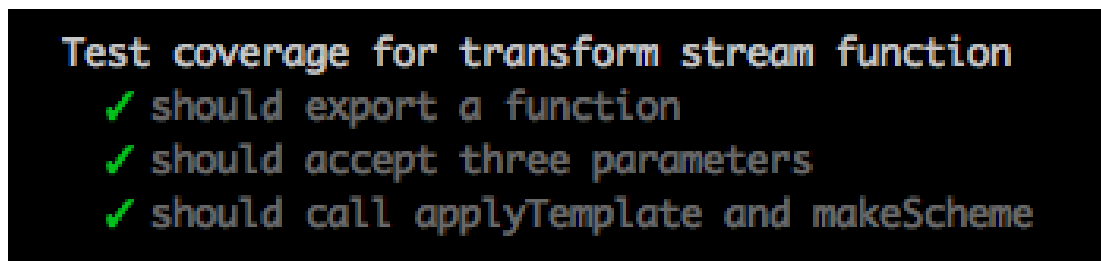 Test coverage for transform stream function
✓ should export a function
✓ should accept three parameters
✓ should call applyTemplate and makeScheme